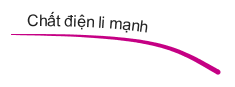 Chất điện li mạnh